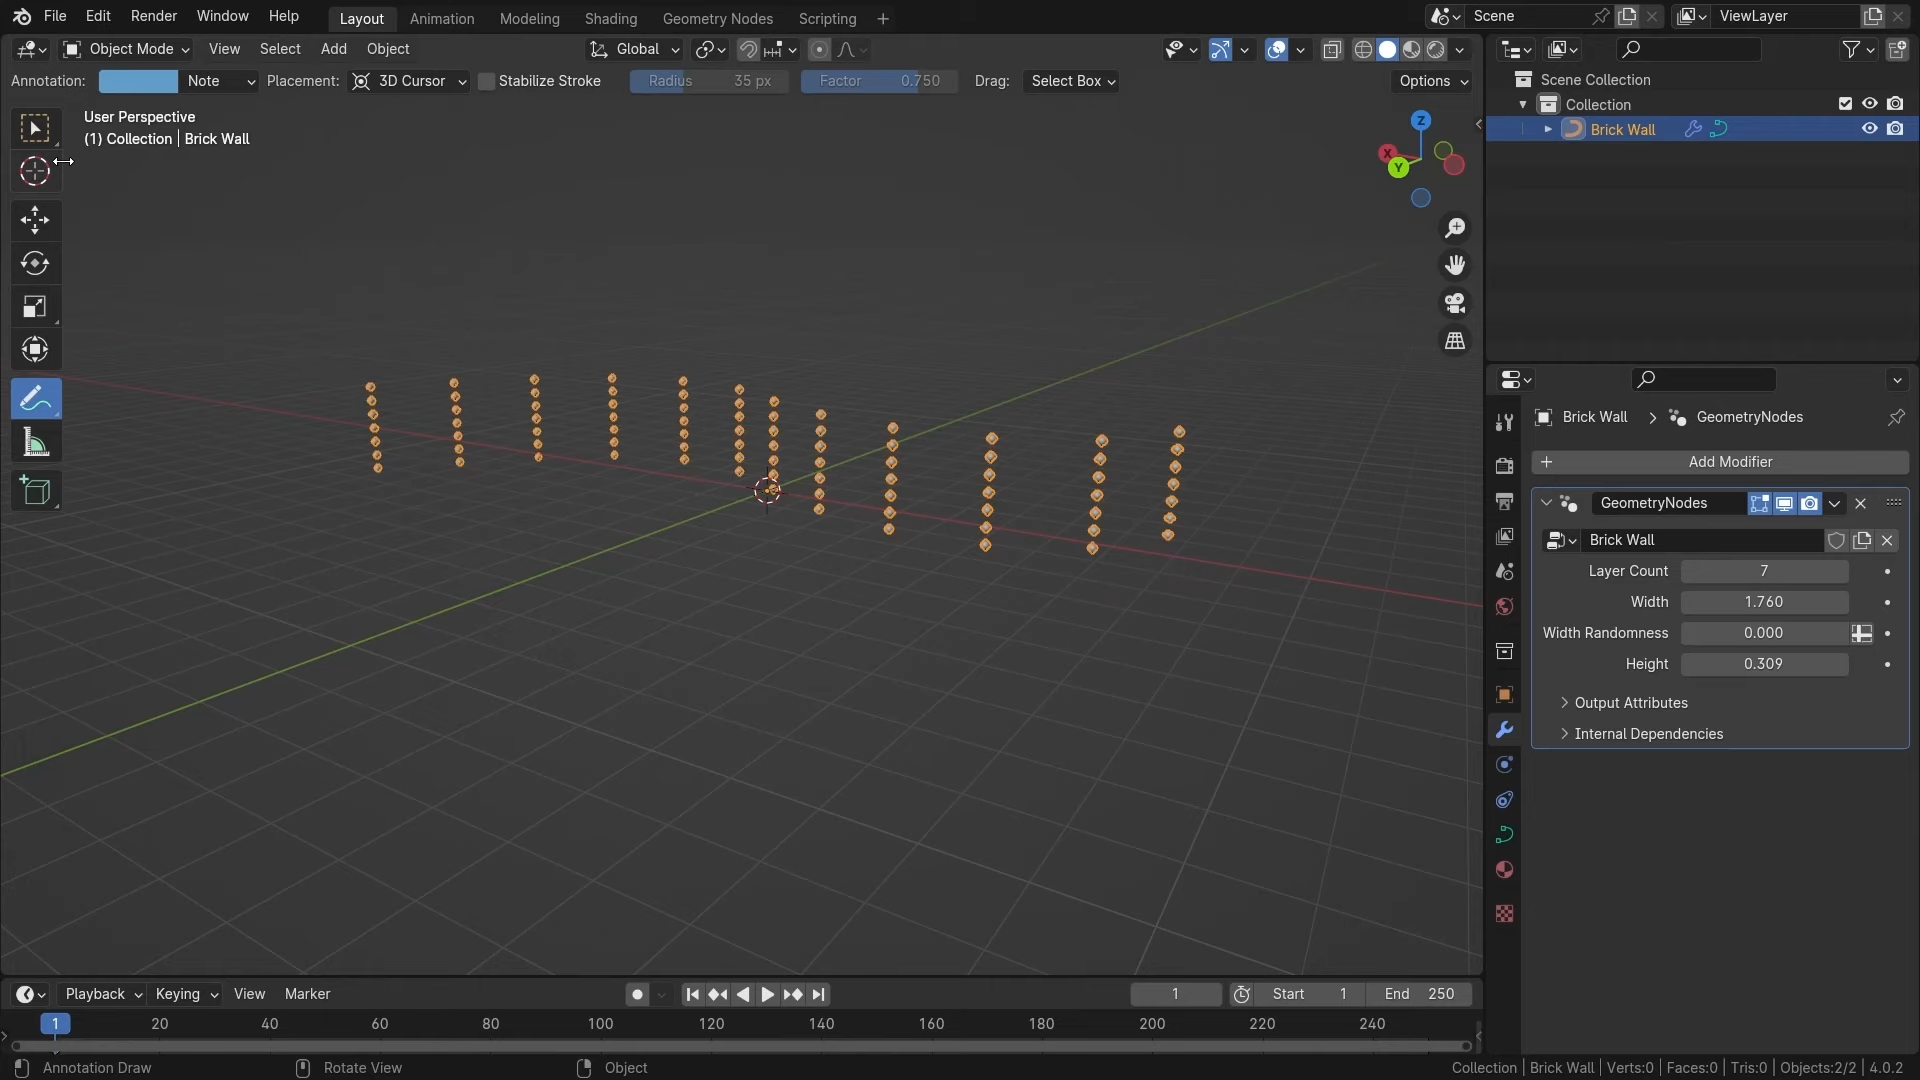 File Edit Render Window Help Layout Animation Modeling Shading Geometry Nodes Scripting + Scene ViewLayer
Object Mode View Select Add Object Global
Annotation: Note Placement: 3D Cursor Stabilize Stroke Radius 35 px Factor 0.750 Drag: Select Box Options
User Perspective
(1) Collection | Brick Wall
Z
X
Y
Scene Collection
Collection
Brick Wall
Brick Wall > GeometryNodes
+ Add Modifier
GeometryNodes
Brick Wall
Layer Count 7
Width 1.760
Width Randomness 0.000
Height 0.309
Output Attributes
Internal Dependencies
Playback Keying View Marker 1 Start 1 End 250
1 20 40 60 80 100 120 140 160 180 200 220 240
Annotation Draw Rotate View Object Collection | Brick Wall | Verts:0 | Faces:0 | Tris:0 | Objects:2/2 | 4.0.2